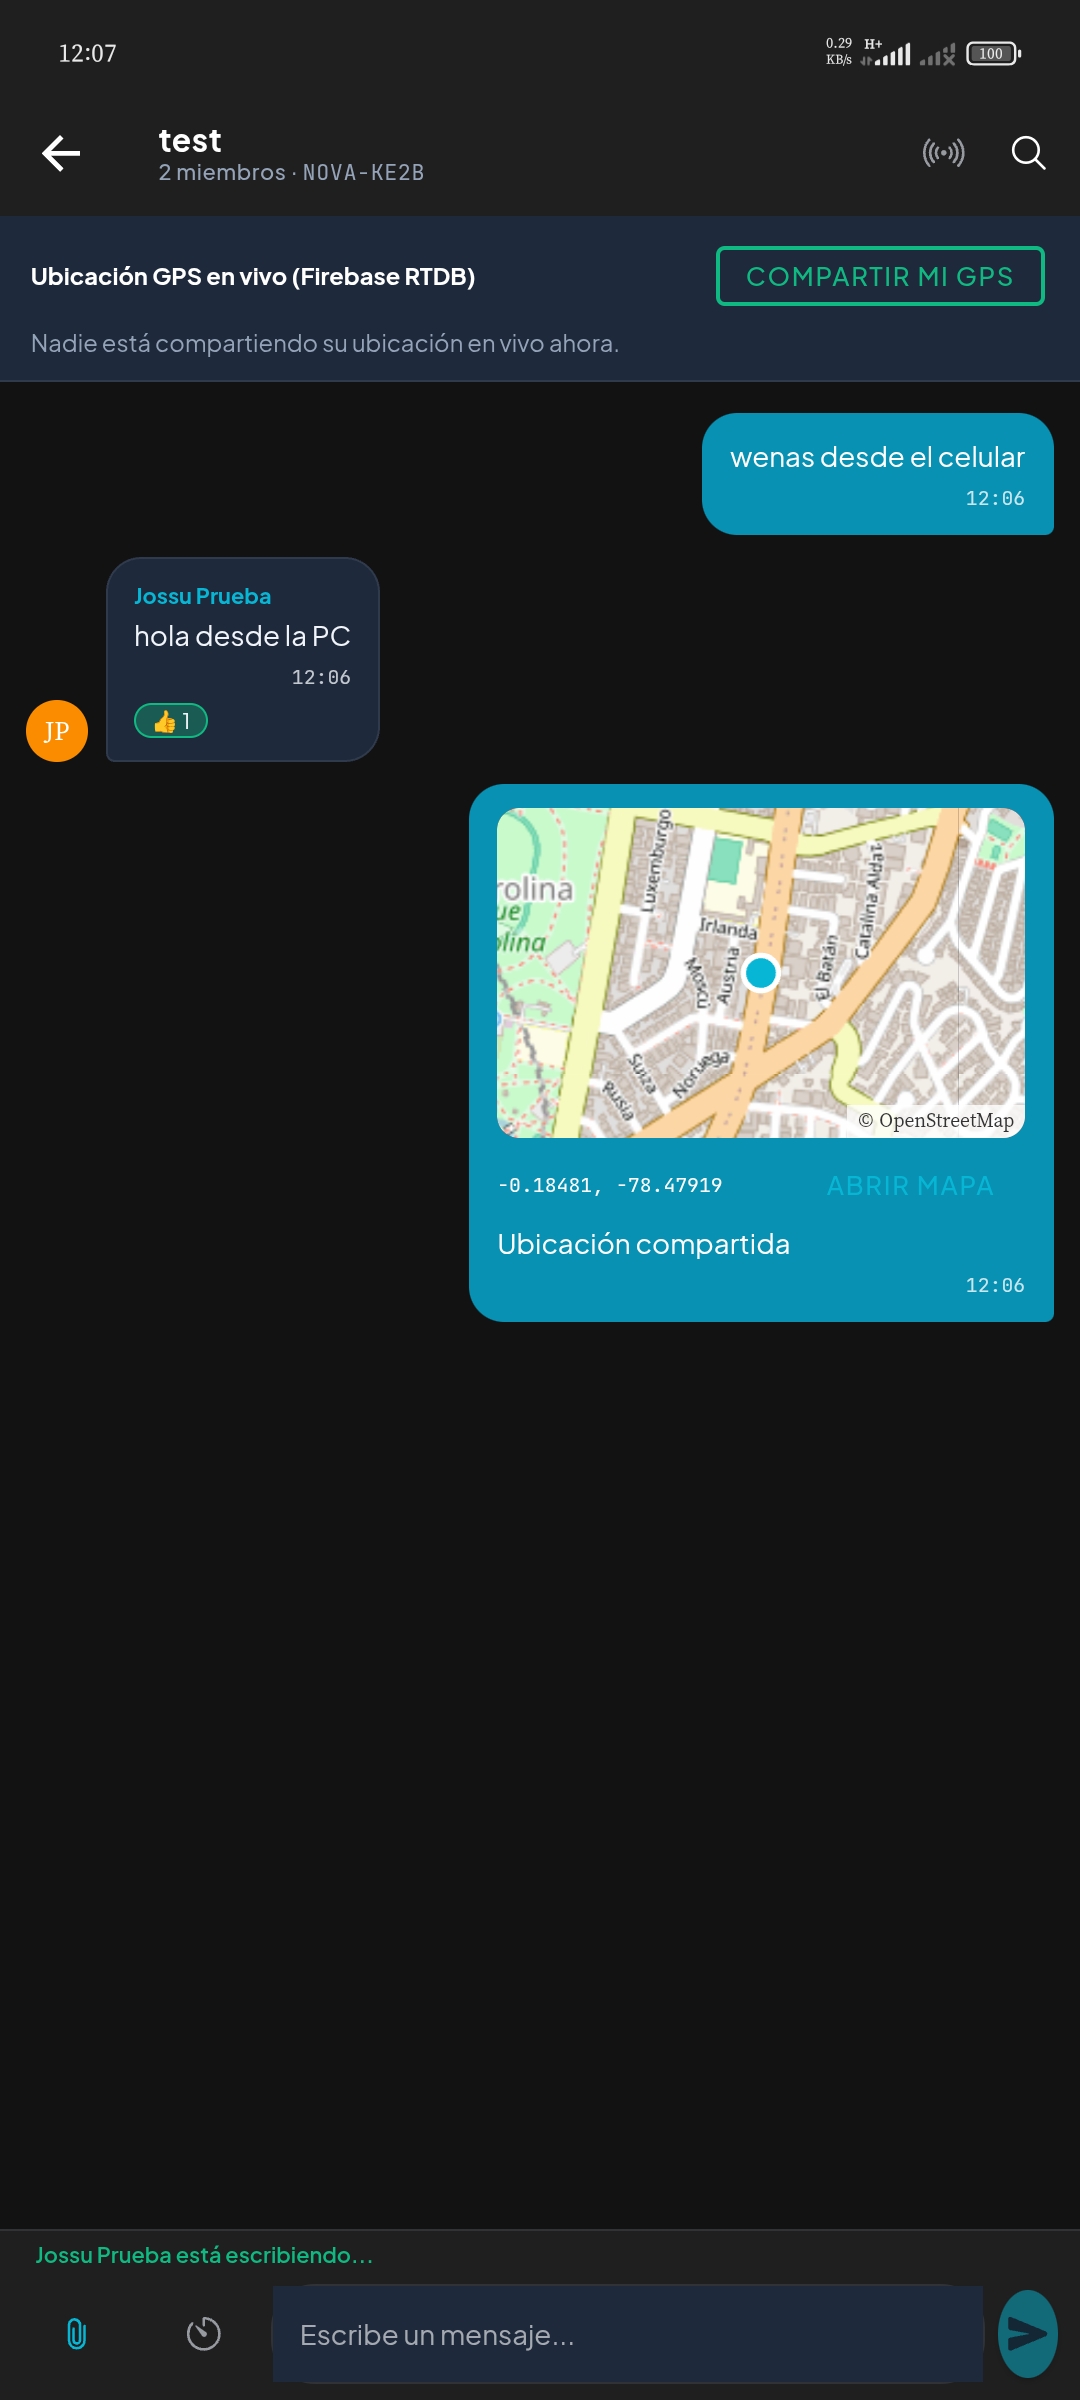 12:07
0.29
KB/s
H+
100
test
2 miembros · NOVA-KE2B
Ubicación GPS en vivo (Firebase RTDB)
COMPARTIR MI GPS
Nadie está compartiendo su ubicación en vivo ahora.
wenas desde el celular
12:06
Jossu Prueba
hola desde la PC
12:06
👍 1
JP
rolina
ue
olina
Luxemburgo
Irlanda
Austria
El Batán
Catalina Alda
Suiza
Noruega
© OpenStreetMap
-0.18481, -78.47919
ABRIR MAPA
Ubicación compartida
12:06
Jossu Prueba está escribiendo...
Escribe un mensaje...